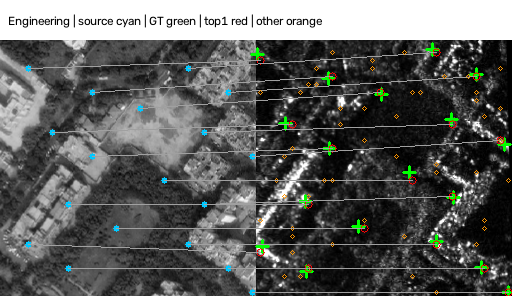 Engineering | source cyan | GT green | top1 red | other orange